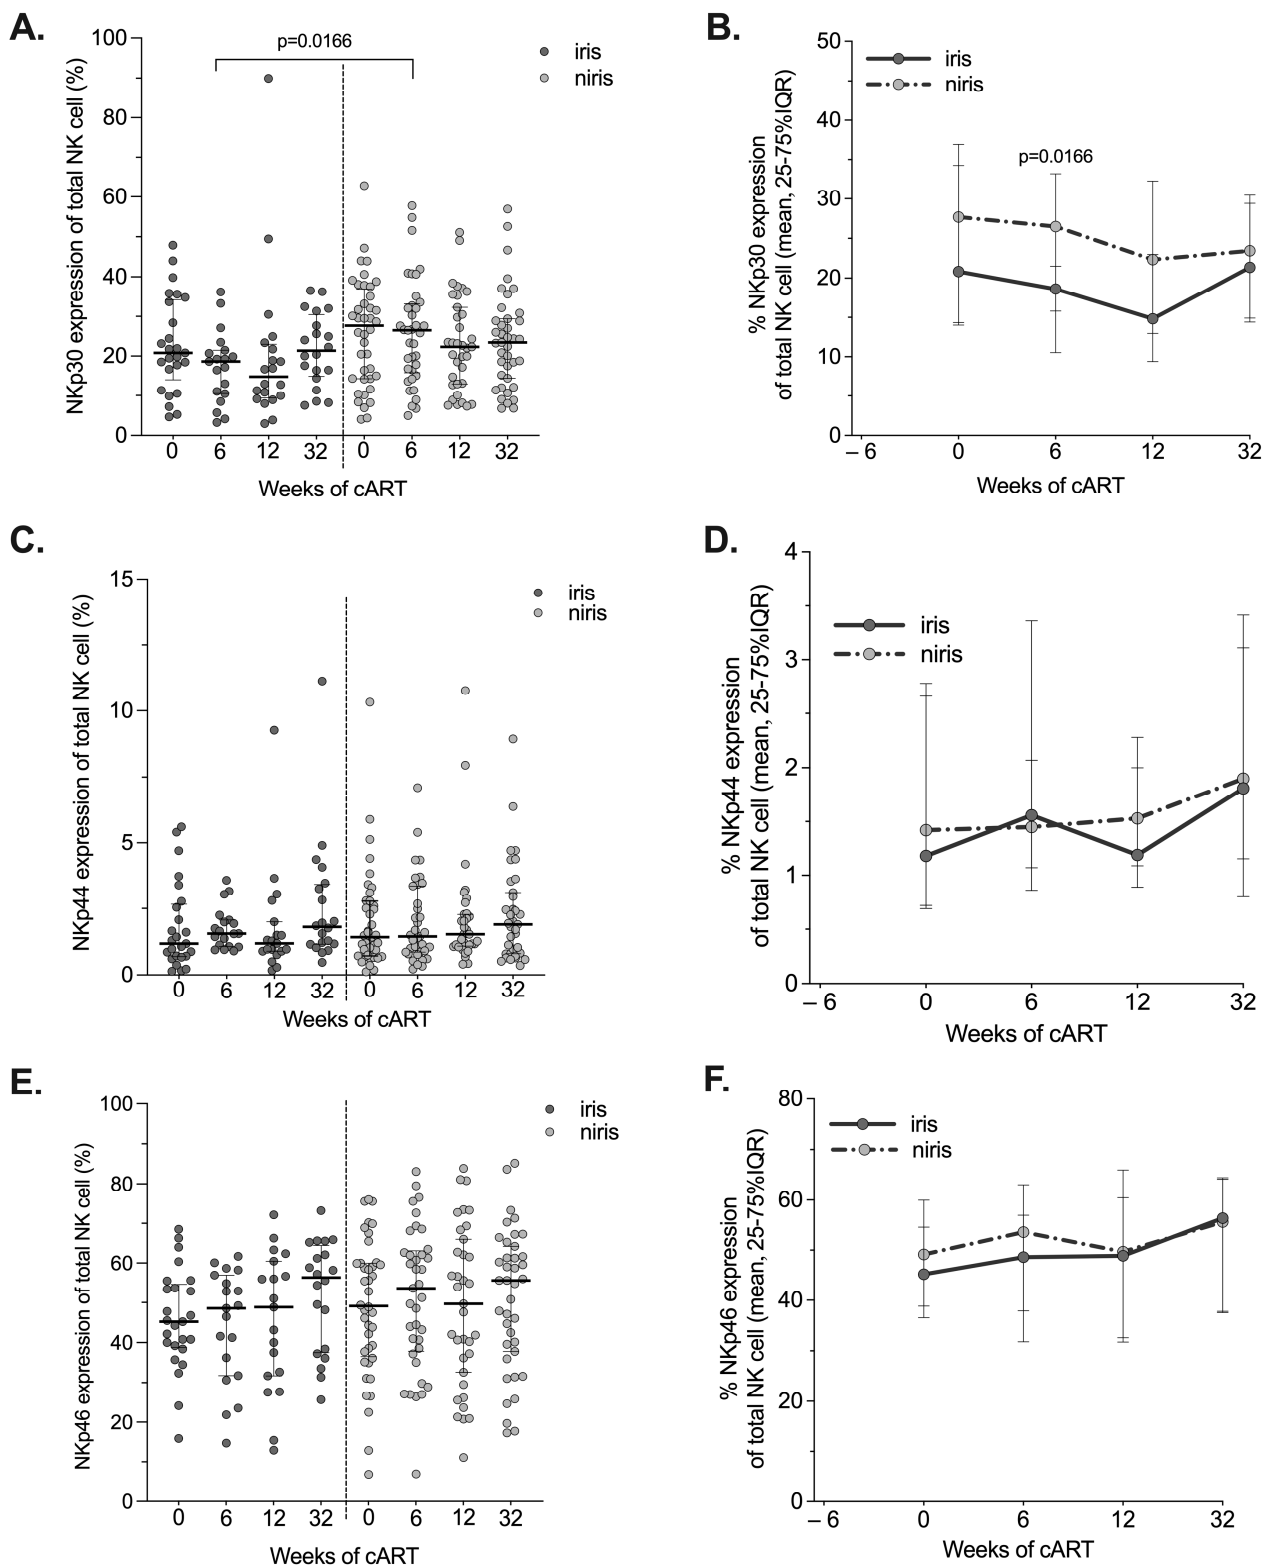 A.
NKp30 expression of total NK cell (%)
100
80
60
40
20
0
p=0.0166
iris
niris
0 6 12 32 0 6 12 32
Weeks of cART
B.
% NKp30 expression
of total NK cell (mean, 25-75%IQR)
50
40
30
20
10
0
iris
niris
p=0.0166
– 6 0 6 12 32
Weeks of cART
C.
NKp44 expression of total NK cell (%)
15
10
5
0
iris
niris
0 6 12 32 0 6 12 32
Weeks of cART
D.
% NKp44 expression
of total NK cell (mean, 25-75%IQR)
4
3
2
1
0
iris
niris
– 6 0 6 12 32
Weeks of cART
E.
NKp46 expression of total NK cell (%)
100
80
60
40
20
0
iris
niris
0 6 12 32 0 6 12 32
Weeks of cART
F.
% NKp46 expression
of total NK cell (mean, 25-75%IQR)
80
60
40
20
0
iris
niris
– 6 0 6 12 32
Weeks of cART